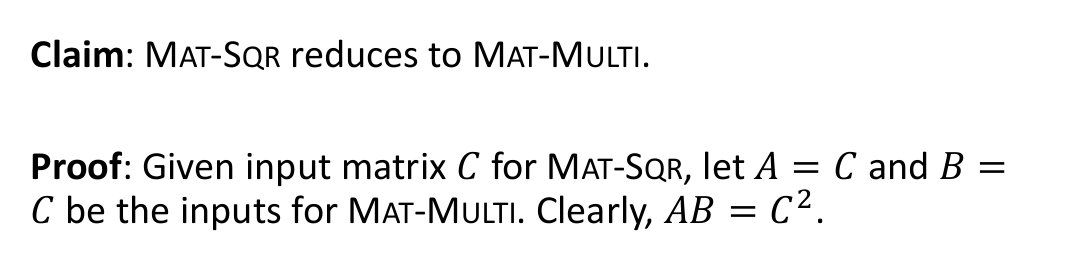 Claim: MAT-SQR reduces to MAT-MULTI.
Proof: Given input matrix C for MAT-SQR, let A = C and B =
C be the inputs for MAT-MULTI. Clearly, AB = C².